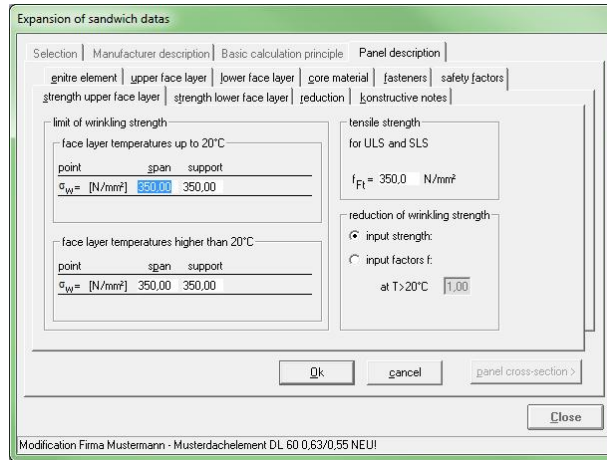 Expansion of sandwich datas
Selection Manufacturer description Basic calculation principle Panel description
enitre element upper face layer lower face layer core material fasteners safety factors
strength upper face layer strength lower face layer reduction konstructive notes
limit of wrinkling strength
face layer temperatures up to 20°C
point span support
σw= [N/mm²] 350,00 350,00
face layer temperatures higher than 20°C
point span support
σw= [N/mm²] 350,00 350,00
tensile strength
for ULS and SLS
fFt = 350,0 N/mm²
reduction of wrinkling strength
input strength:
input factors f:
at T>20°C 1,00
Ok cancel panel cross-section >
Close
Modification Firma Mustermann - Musterdachelement DL 60 0,63/0,55 NEU!